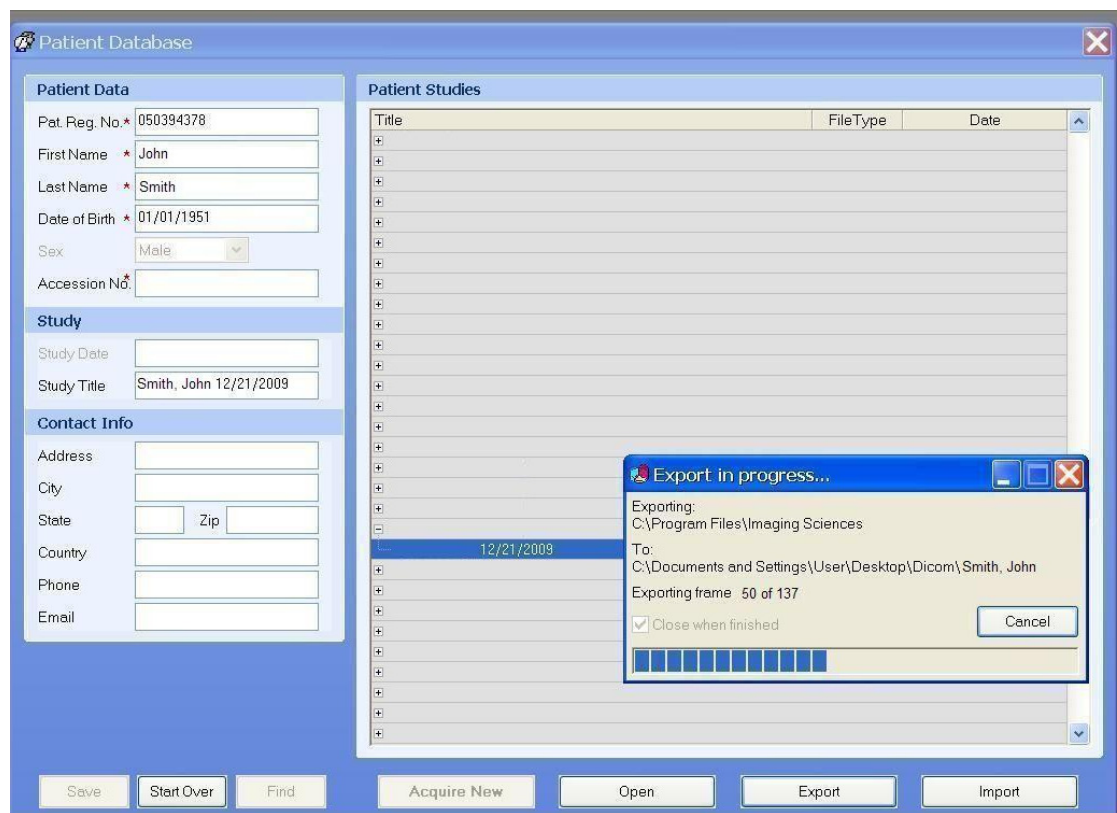 Patient Database
Patient Data
Pat. Reg. No.* 050394378
First Name * John
Last Name * Smith
Date of Birth * 01/01/1951
Sex Male
Accession No.*
Study
Study Date
Study Title Smith, John 12/21/2009
Contact Info
Address
City
State Zip
Country
Phone
Email
Patient Studies
Title FileType Date
12/21/2009
Export in progress...
Exporting:
C:\Program Files\Imaging Sciences
To:
C:\Documents and Settings\User\Desktop\Dicom\Smith, John
Exporting frame 50 of 137
Close when finished
Cancel
Save Start Over Find Acquire New Open Export Import